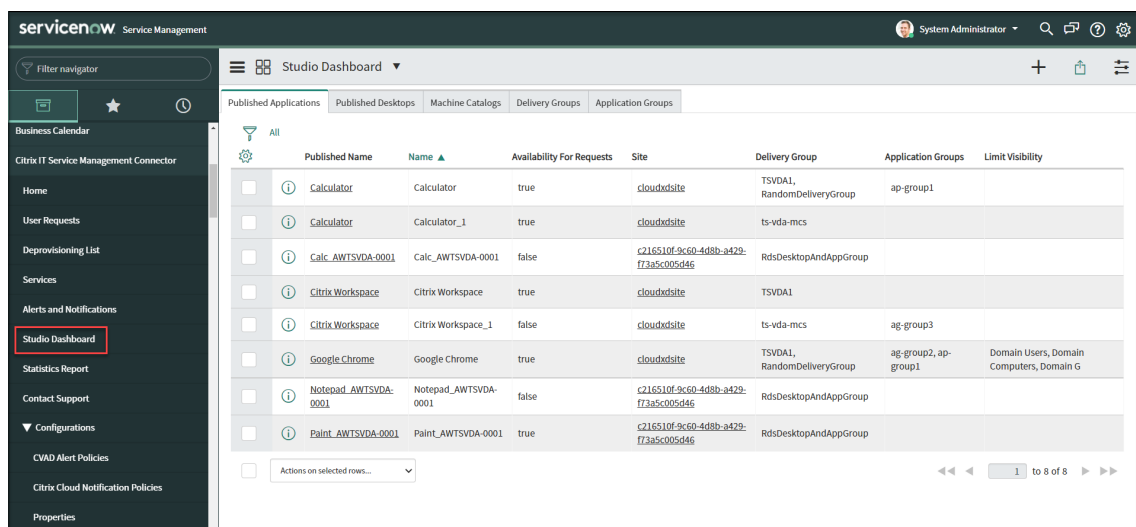 servicenow Service Management
System Administrator
Filter navigator
Studio Dashboard
Business Calendar
Citrix IT Service Management Connector
Home
User Requests
Deprovisioning List
Services
Alerts and Notifications
Studio Dashboard
Statistics Report
Contact Support
Configurations
CVAD Alert Policies
Citrix Cloud Notification Policies
Properties
Published Applications Published Desktops Machine Catalogs Delivery Groups Application Groups
All
Published Name Name Availability For Requests Site Delivery Group Application Groups Limit Visibility
Calculator Calculator true cloudxdsite TSVDA1, ap-group1
RandomDeliveryGroup
Calculator Calculator_1 true cloudxdsite ts-vda-mcs
Calc_AWTSVDA-0001 Calc_AWTSVDA-0001 false c216510f-9c60-4d8b-a429- RdsDesktopAndAppGroup
f73a5c005d46
Citrix Workspace Citrix Workspace true cloudxdsite TSVDA1
Citrix Workspace Citrix Workspace_1 false cloudxdsite ts-vda-mcs ag-group3
Google Chrome Google Chrome true cloudxdsite TSVDA1, ag-group2, ap- Domain Users, Domain
RandomDeliveryGroup group1 Computers, Domain G
Notepad_AWTSVDA- Notepad_AWTSVDA- false c216510f-9c60-4d8b-a429- RdsDesktopAndAppGroup
0001 0001 f73a5c005d46
Paint_AWTSVDA-0001 Paint_AWTSVDA-0001 true c216510f-9c60-4d8b-a429- RdsDesktopAndAppGroup
f73a5c005d46
Actions on selected rows... 1 to 8 of 8